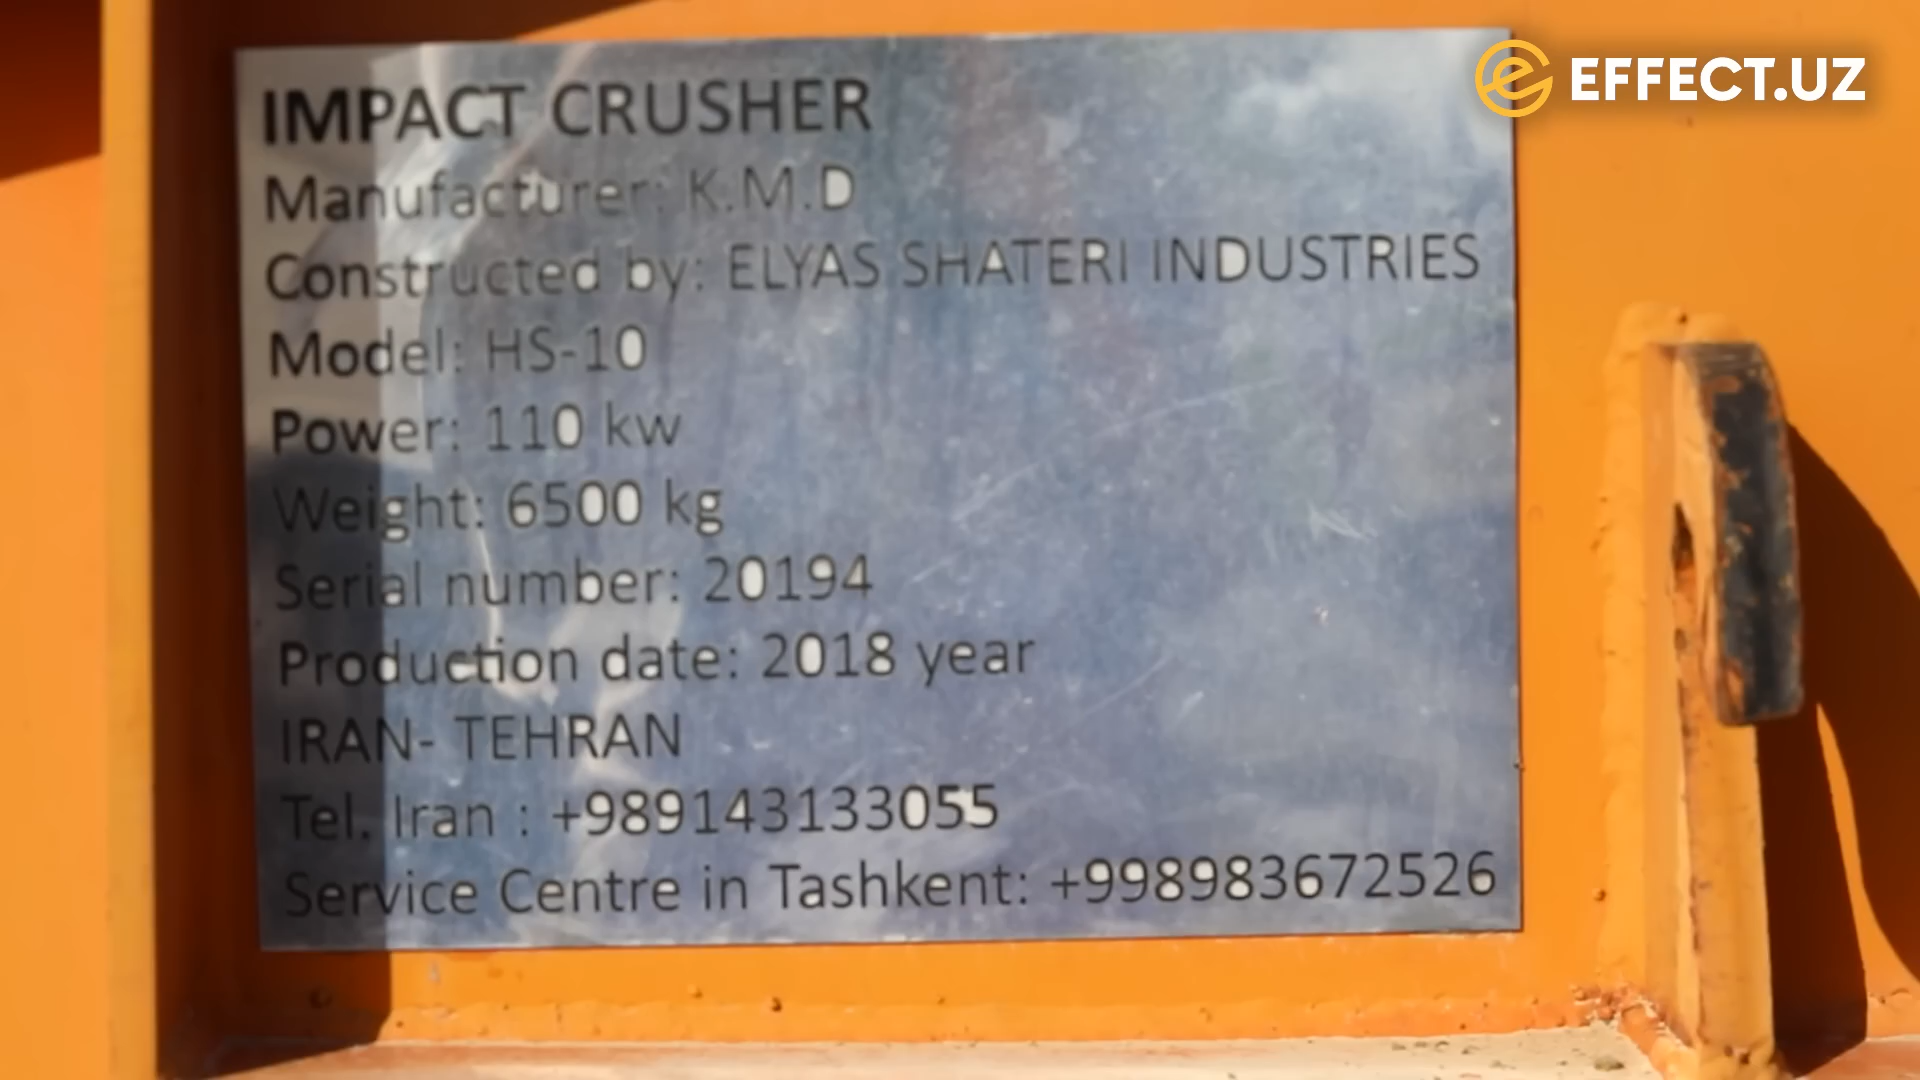 EFFECT.UZ
IMPACT CRUSHER
Manufacturer: K.M.D
Constructed by: ELYAS SHATERI INDUSTRIES
Model: HS-10
Power: 110 kw
Weight: 6500 kg
Serial number: 20194
Production date: 2018 year
IRAN- TEHRAN
Tel. Iran : +989143133055
Service Centre in Tashkent: +998983672526